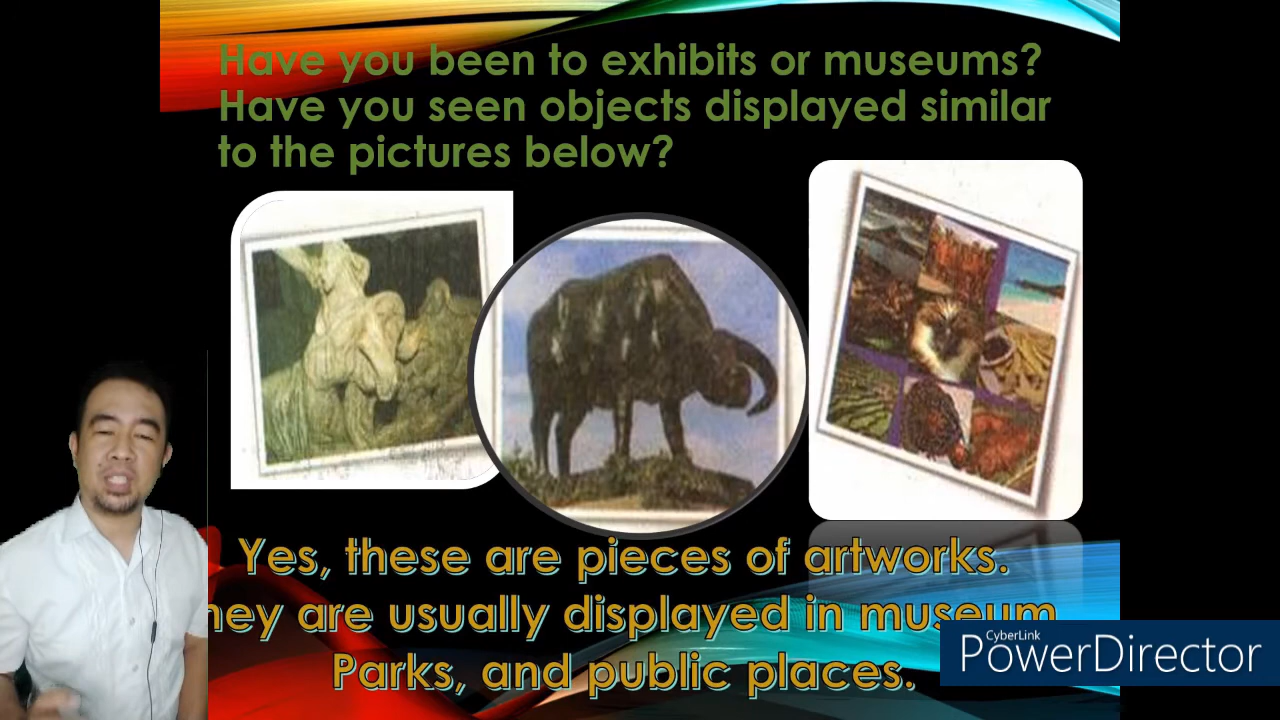 Have you been to exhibits or museums?
Have you seen objects displayed similar
to the pictures below?
Yes, these are pieces of artworks.
hey are usually displayed in museum
Parks, and public places.
CyberLink
PowerDirector